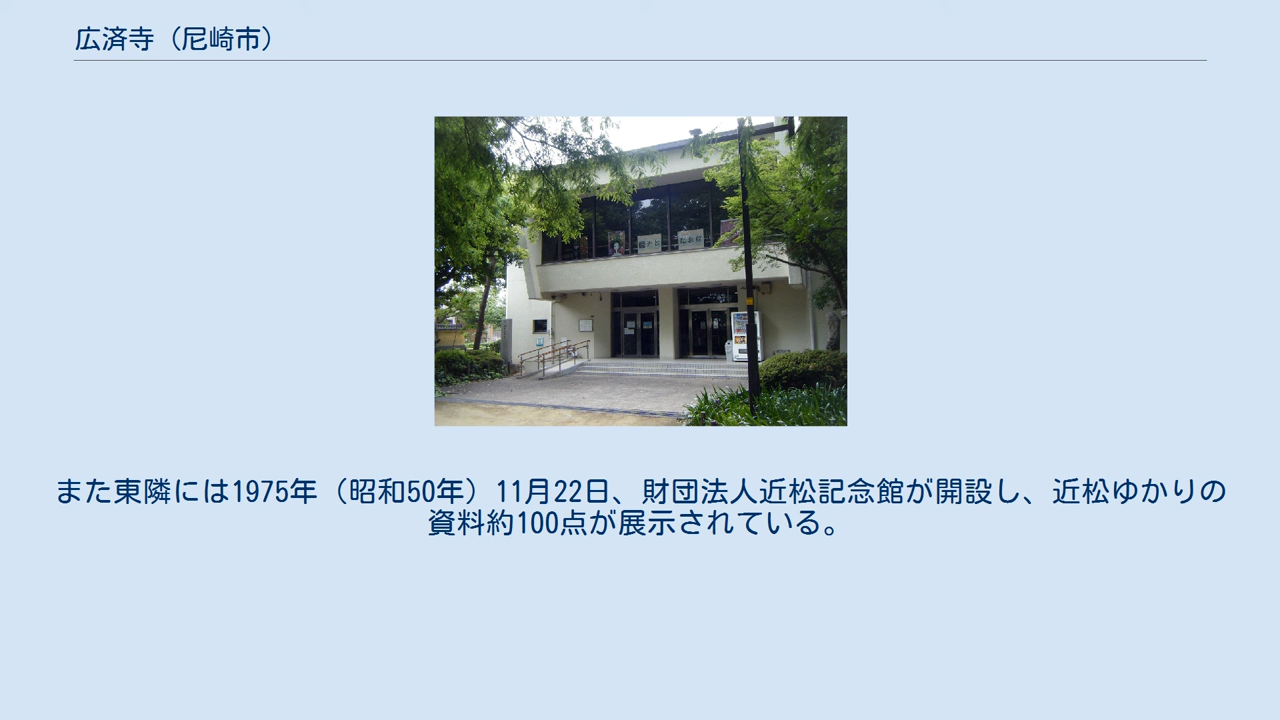 広済寺（尼崎市）
また東隣には1975年（昭和50年）11月22日、財団法人近松記念館が開設し、近松ゆかりの
資料約100点が展示されている。